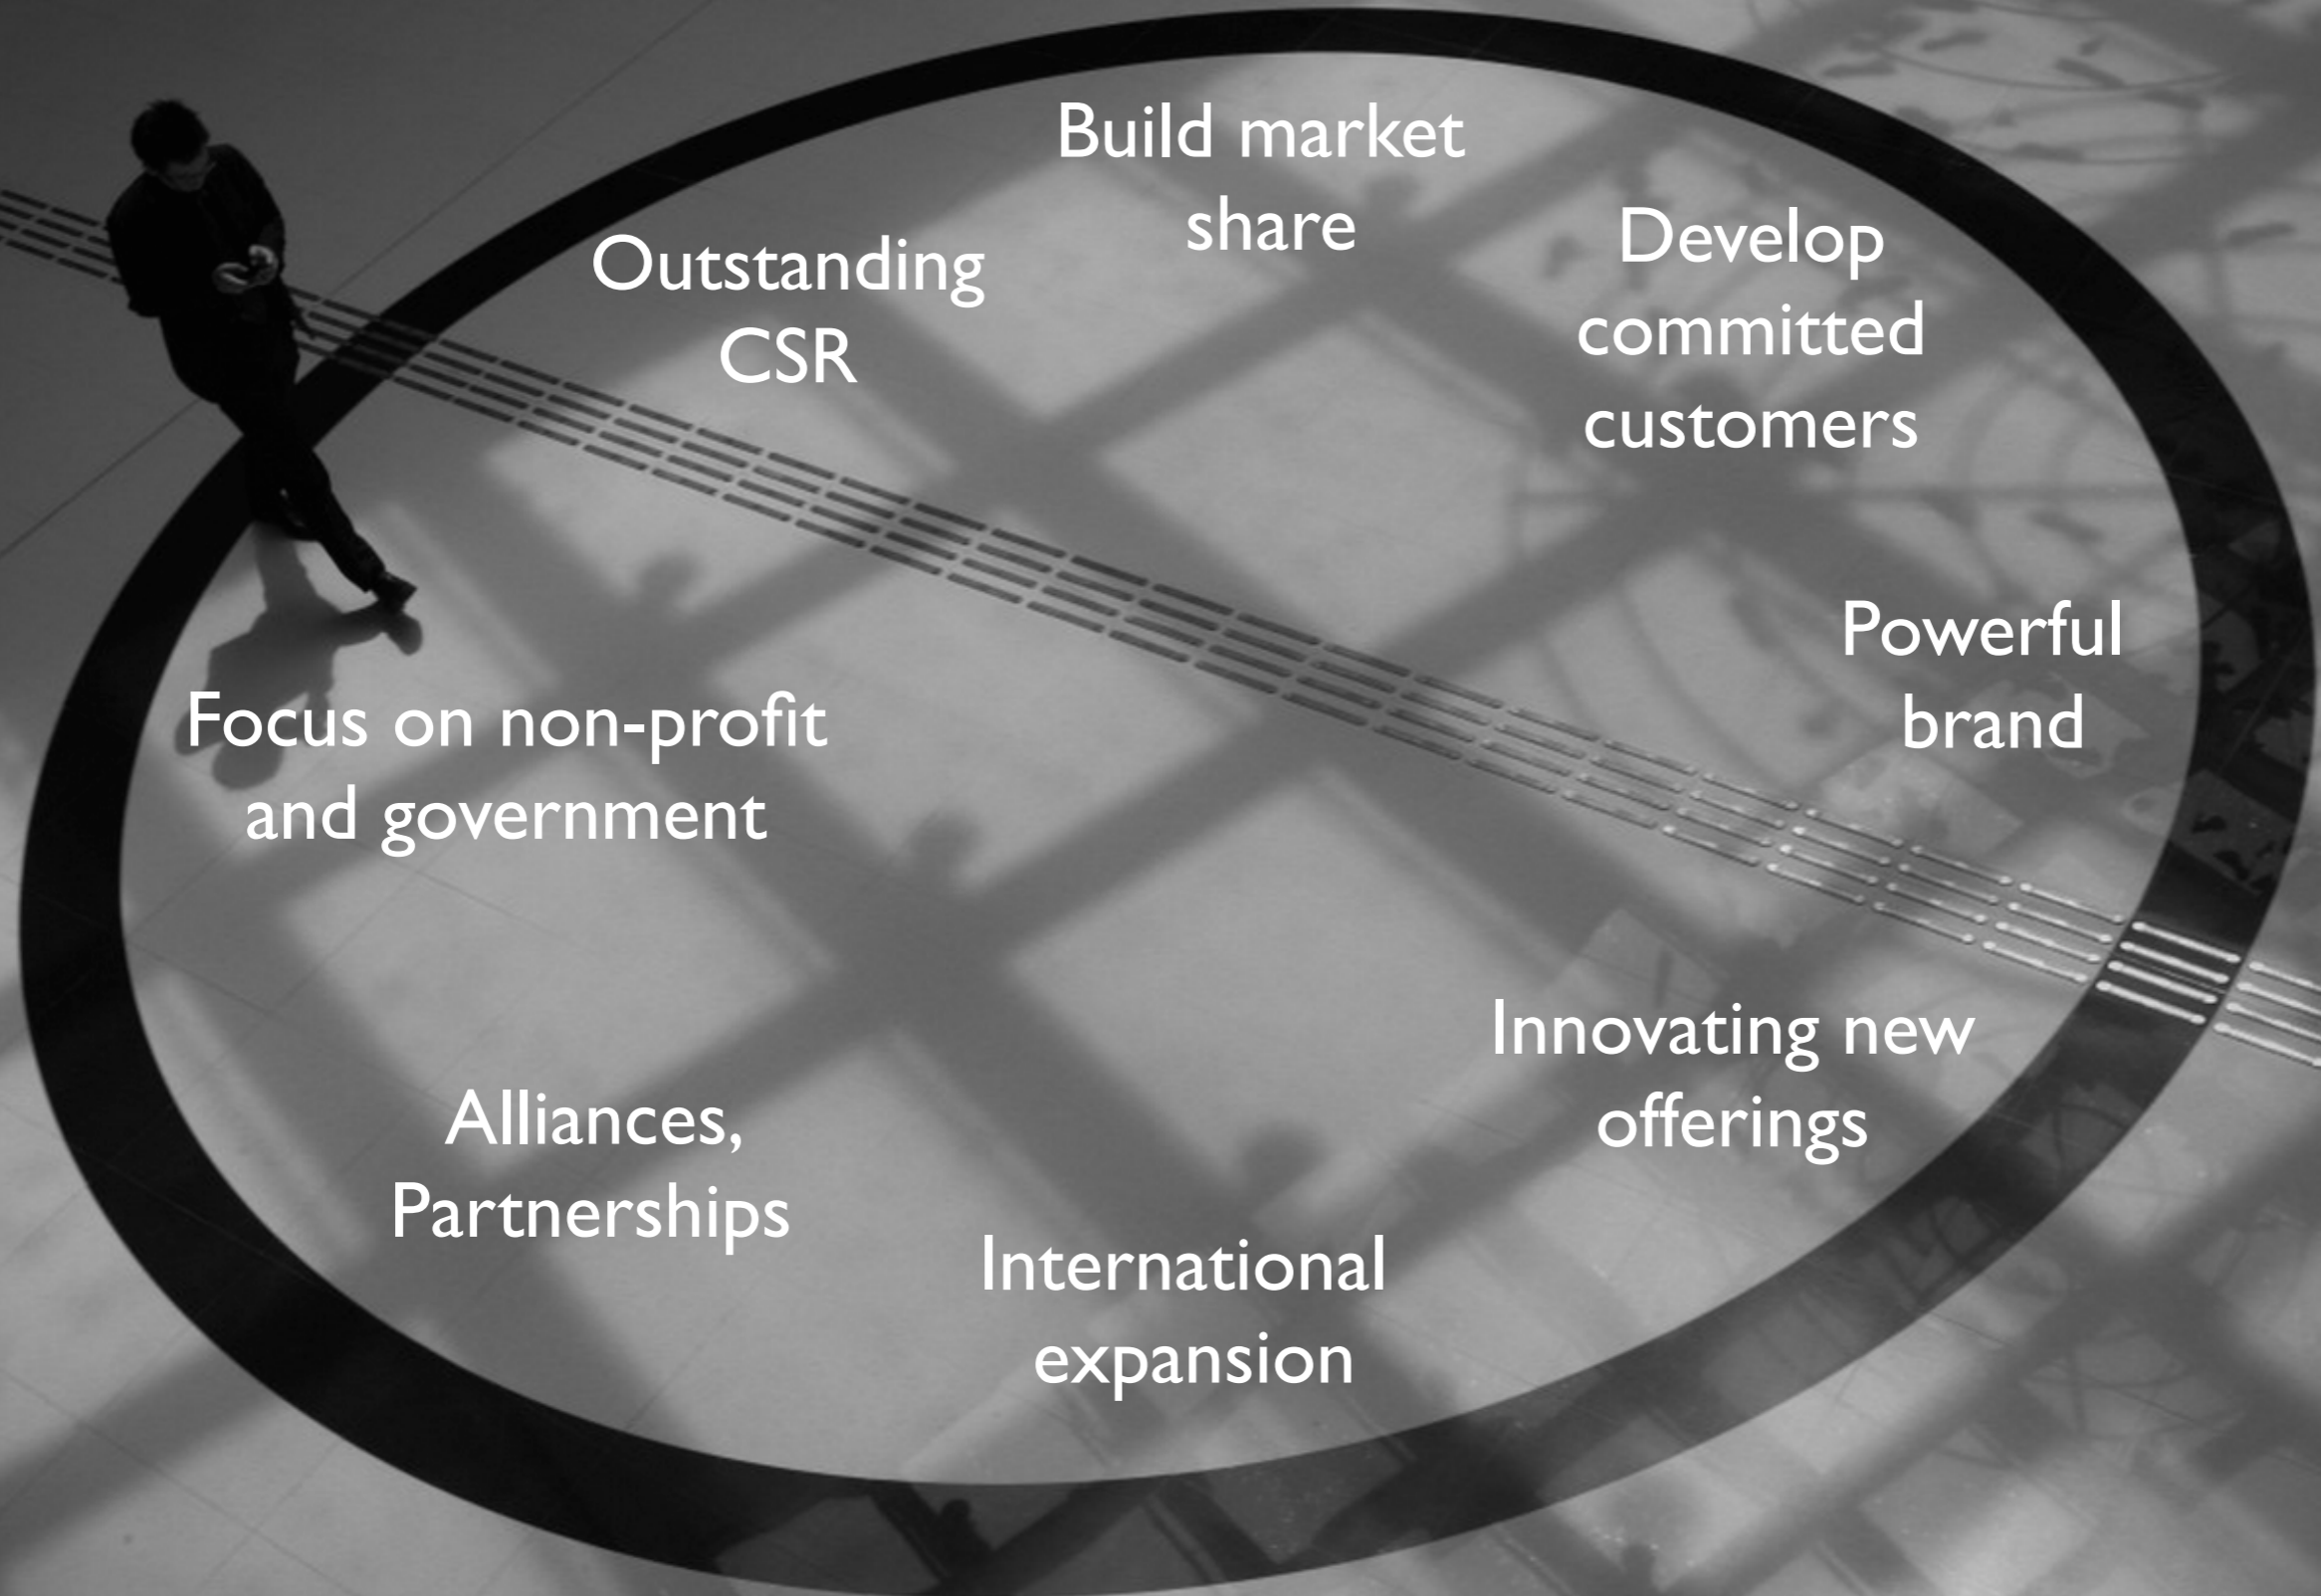 Build market
share
Outstanding
CSR
Develop
committed
customers
Powerful
brand
Focus on non-profit
and government
Innovating new
offerings
Alliances,
Partnerships
International
expansion